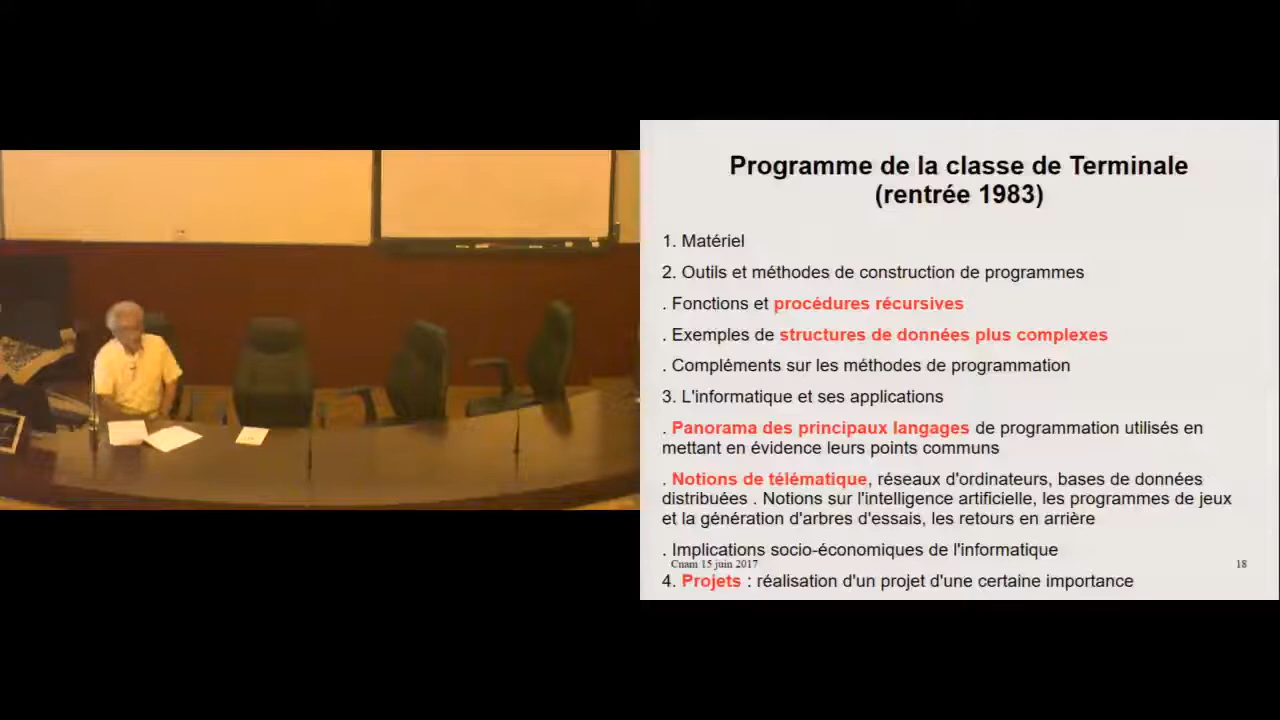 Programme de la classe de Terminale
(rentrée 1983)
1. Matériel
2. Outils et méthodes de construction de programmes
. Fonctions et procédures récursives
. Exemples de structures de données plus complexes
. Compléments sur les méthodes de programmation
3. L'informatique et ses applications
. Panorama des principaux langages de programmation utilisés en
mettant en évidence leurs points communs
. Notions de télématique, réseaux d'ordinateurs, bases de données
distribuées . Notions sur l'intelligence artificielle, les programmes de jeux
et la génération d'arbres d'essais, les retours en arrière
. Implications socio-économiques de l'informatique
Cnam 15 juin 2017
18
4. Projets : réalisation d'un projet d'une certaine importance